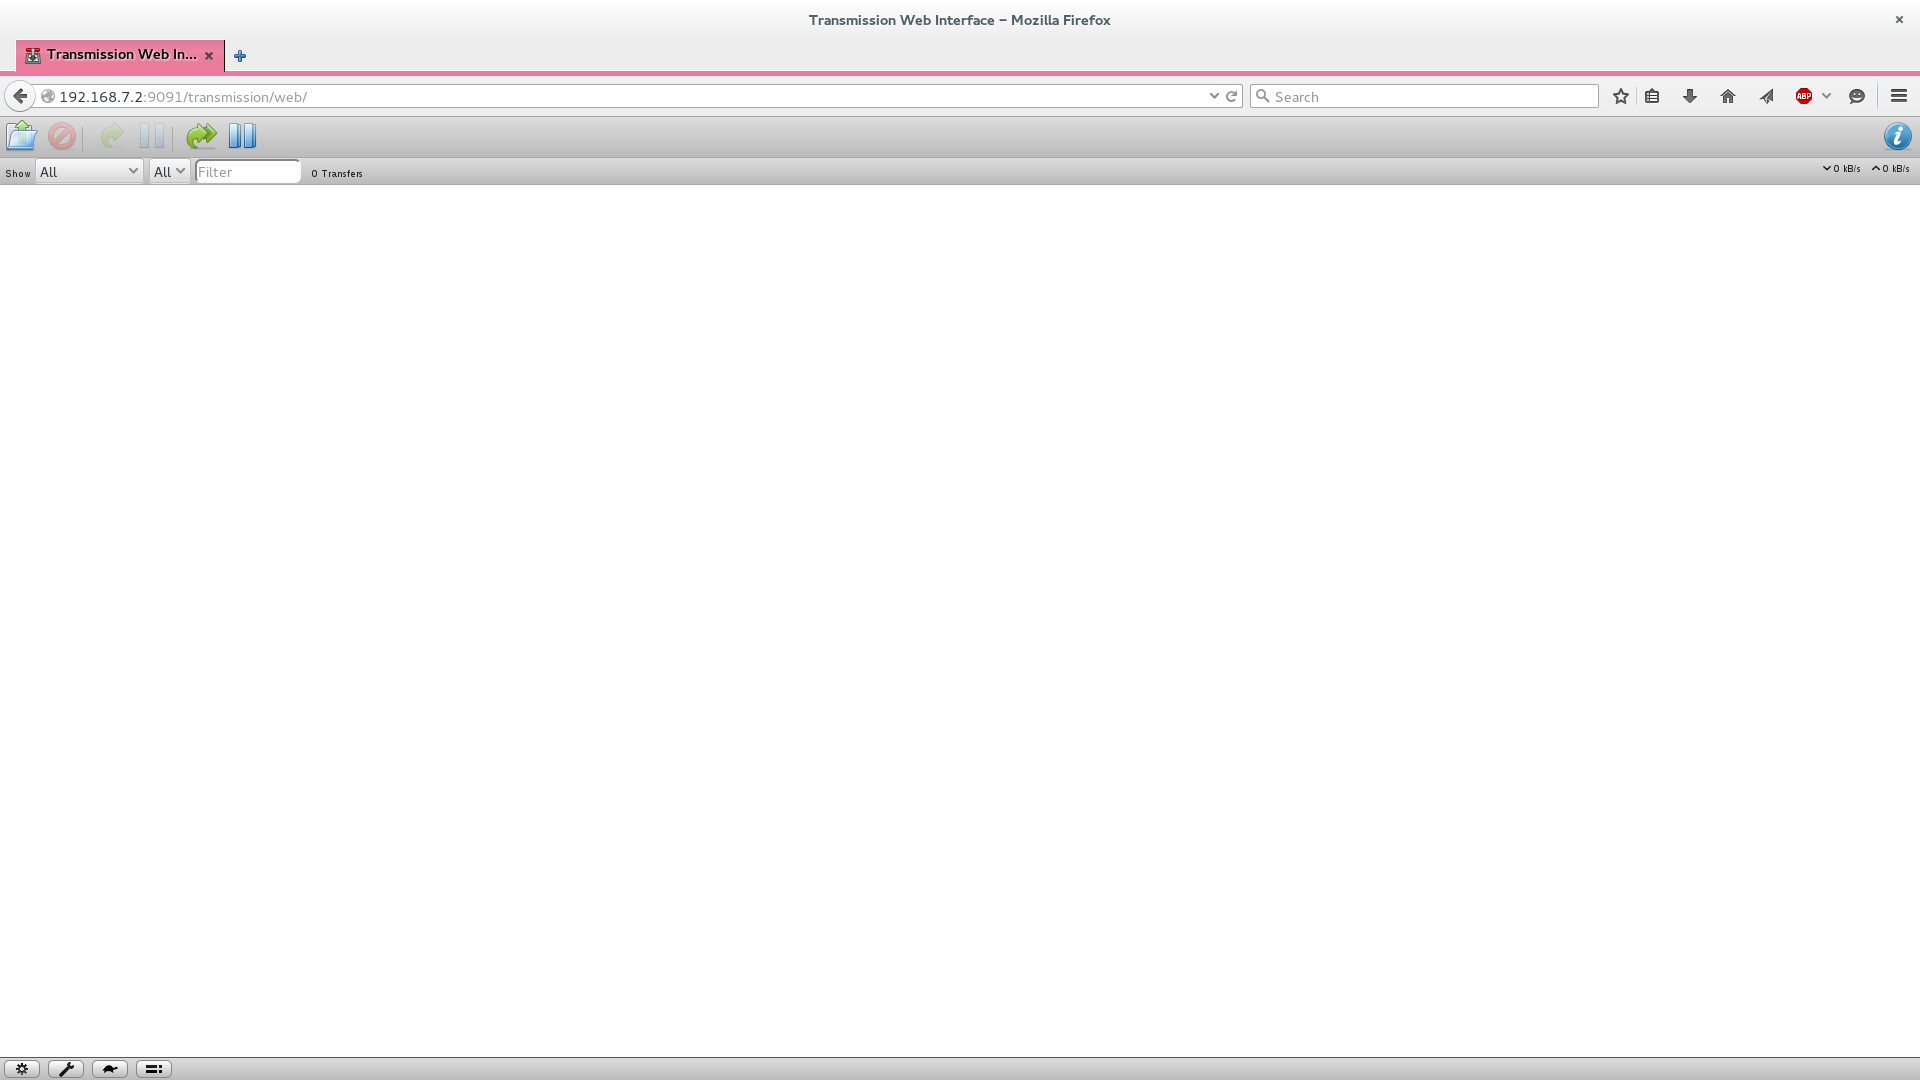 Transmission Web Interface – Mozilla Firefox
Transmission Web In...
192.168.7.2:9091/transmission/web/
Search
ABP
Show All All Filter 0 Transfers 0 kB/s 0 kB/s